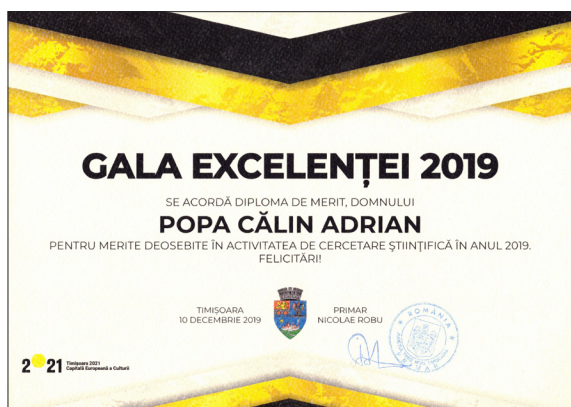 GALA EXCELENȚEI 2019
SE ACORDĂ DIPLOMA DE MERIT, DOMNULUI
POPA CĂLIN ADRIAN
PENTRU MERITE DEOSEBITE ÎN ACTIVITATEA DE CERCETARE ȘTIINȚIFICĂ ÎN ANUL 2019.
FELICITĂRI!
TIMIȘOARA
10 DECEMBRIE 2019
PRIMAR
NICOLAE ROBU
ROMÂNIA
2021
Timișoara 2021
Capitală Europeană a Culturii